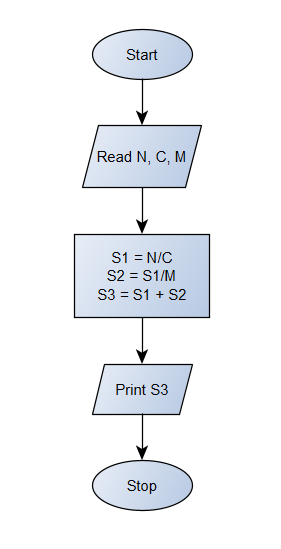 Start
Read N, C, M
S1 = N/C
S2 = S1/M
S3 = S1 + S2
Print S3
Stop